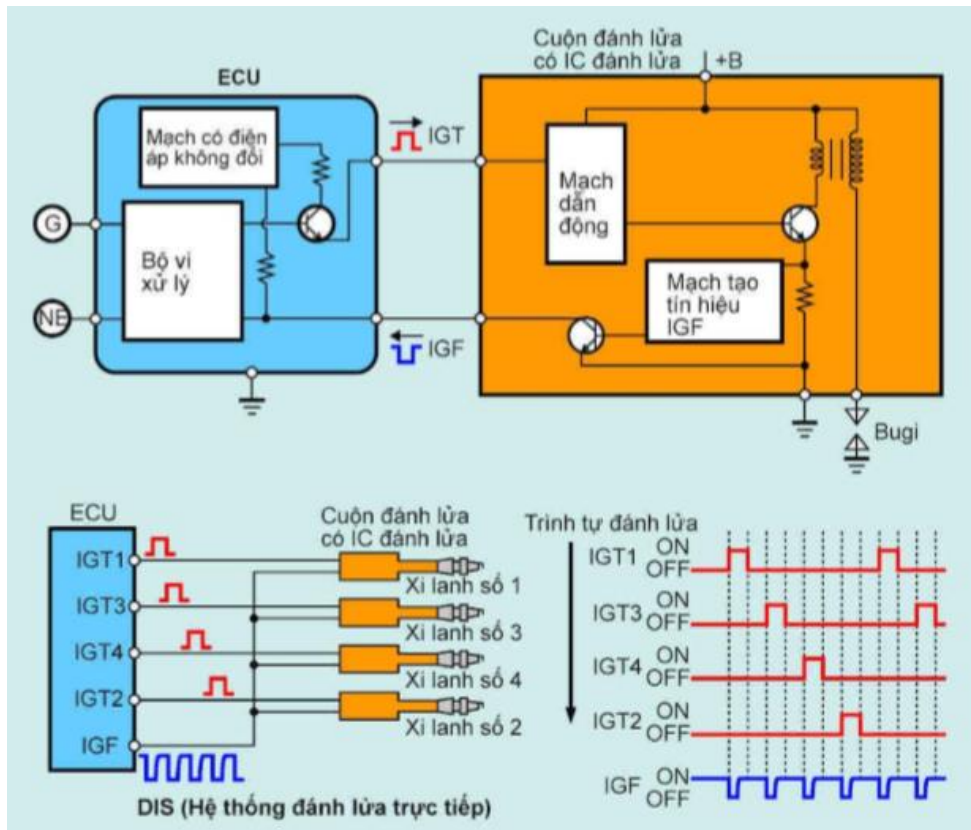 Cuộn đánh lửa
có IC đánh lửa
+B
ECU
Mạch có điện
áp không đổi
IGT
Mạch
dẫn
động
G
Bộ vi
xử lý
Mạch tạo
tín hiệu
IGF
NE
IGF
Bugi
ECU
Cuộn đánh lửa
có IC đánh lửa
IGT1
Xi lanh số 1
IGT3
Xi lanh số 3
IGT4
Xi lanh số 4
IGT2
Xi lanh số 2
IGF
DIS (Hệ thống đánh lửa trực tiếp)
Trình tự đánh lửa
IGT1 ON
OFF
IGT3 ON
OFF
IGT4 ON
OFF
IGT2 ON
OFF
IGF ON
OFF